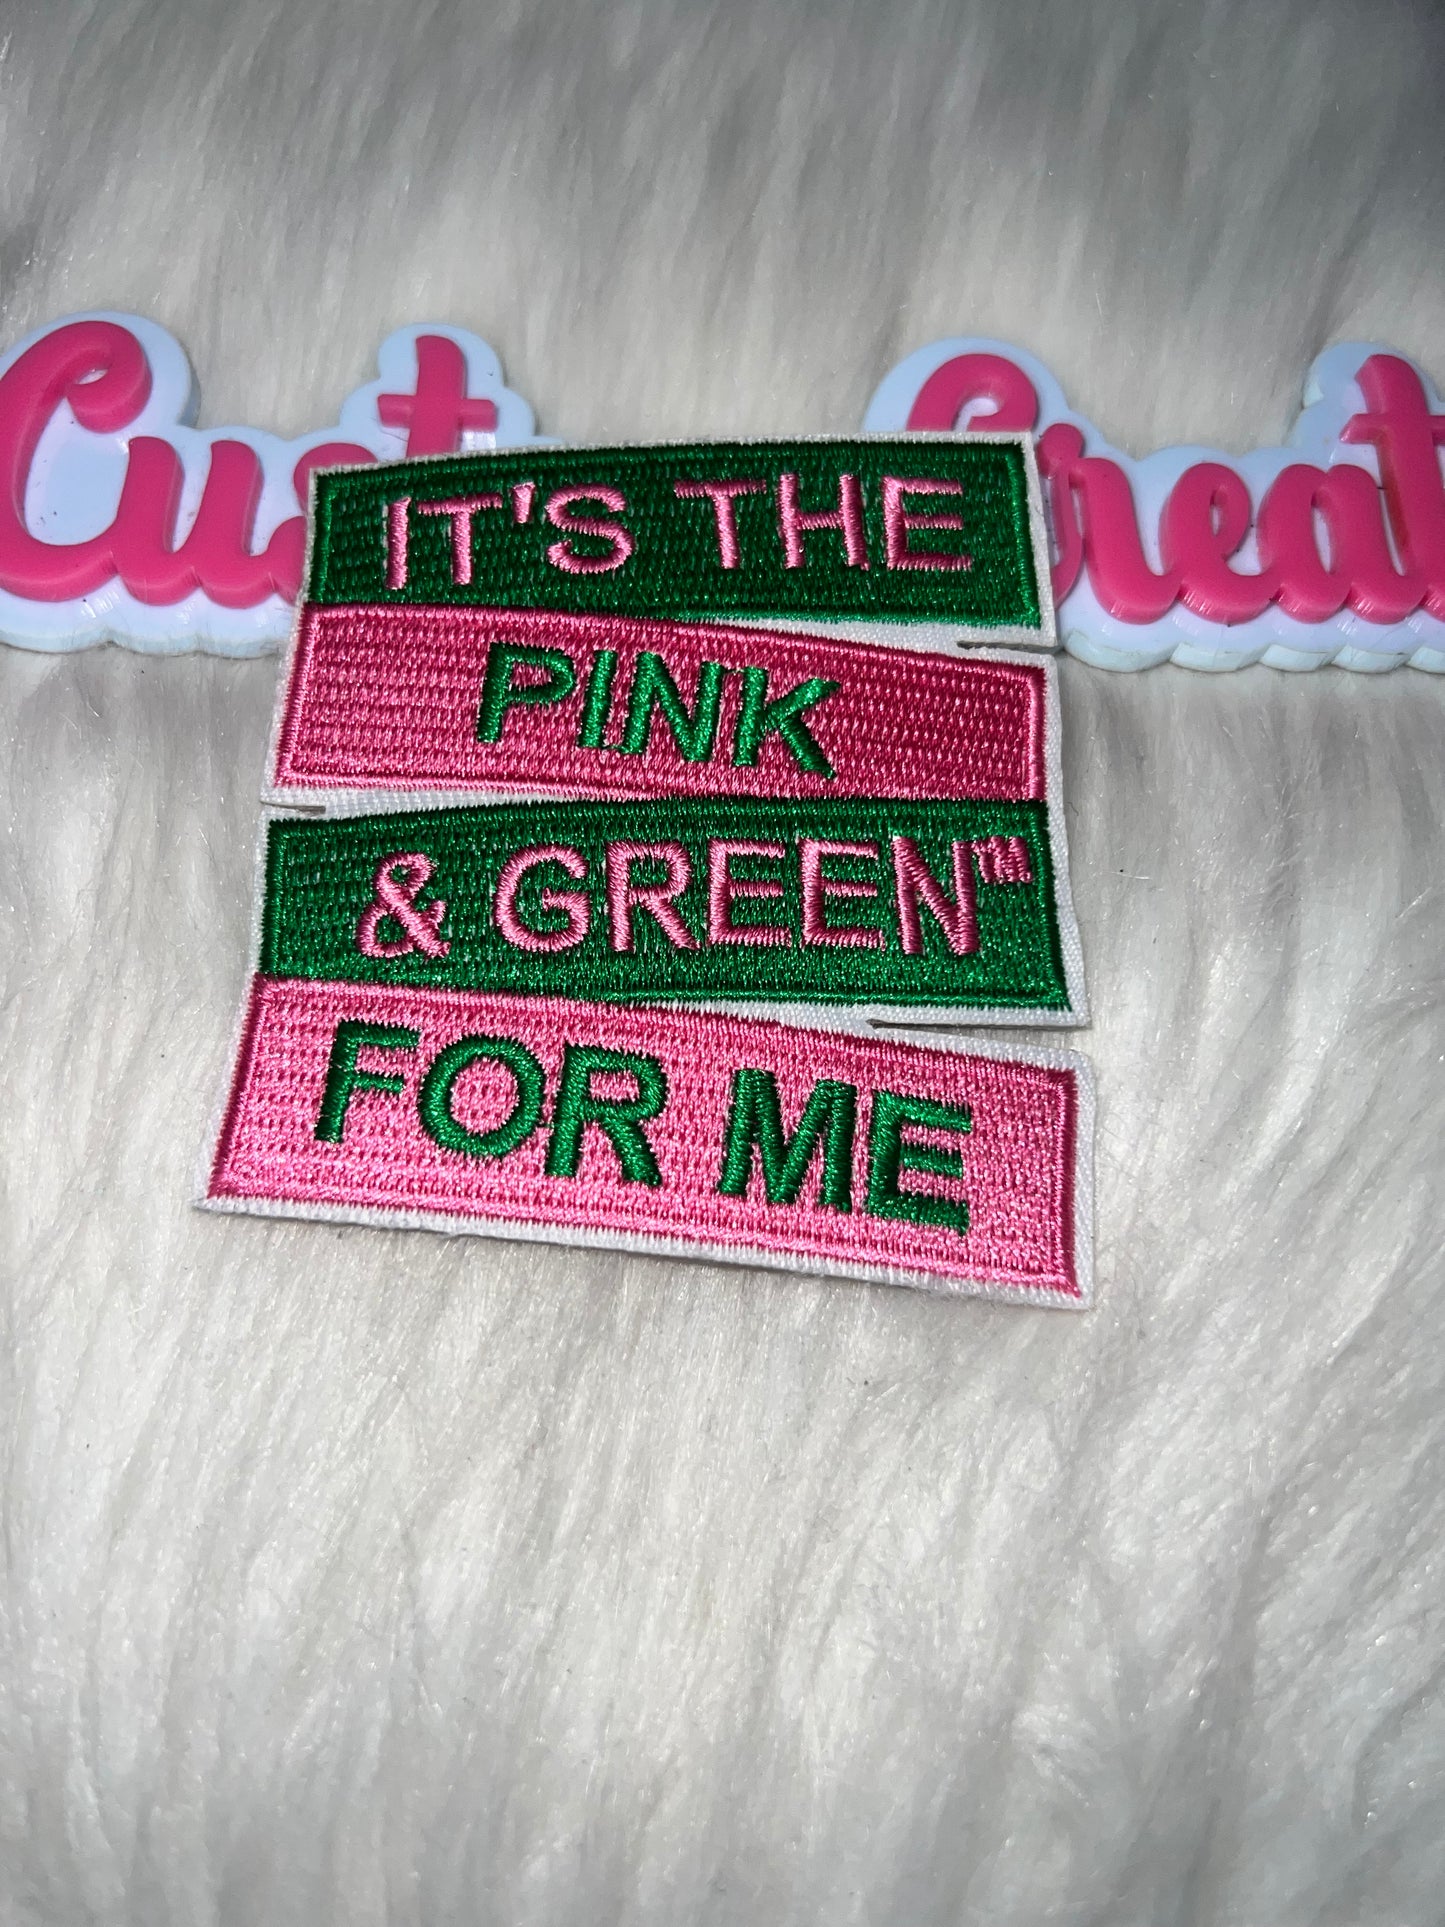 IT'S THE
PINK
& GREEN™
FOR ME